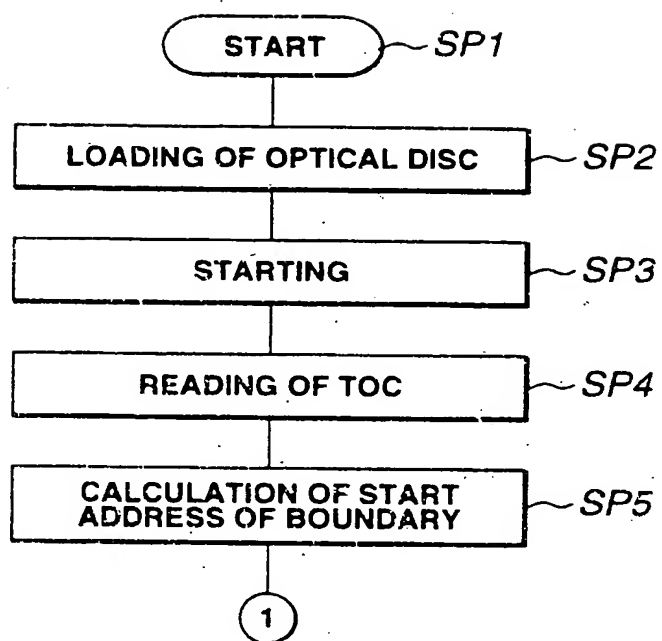 START SP1
LOADING OF OPTICAL DISC SP2
STARTING SP3
READING OF TOC SP4
CALCULATION OF START
ADDRESS OF BOUNDARY SP5
1